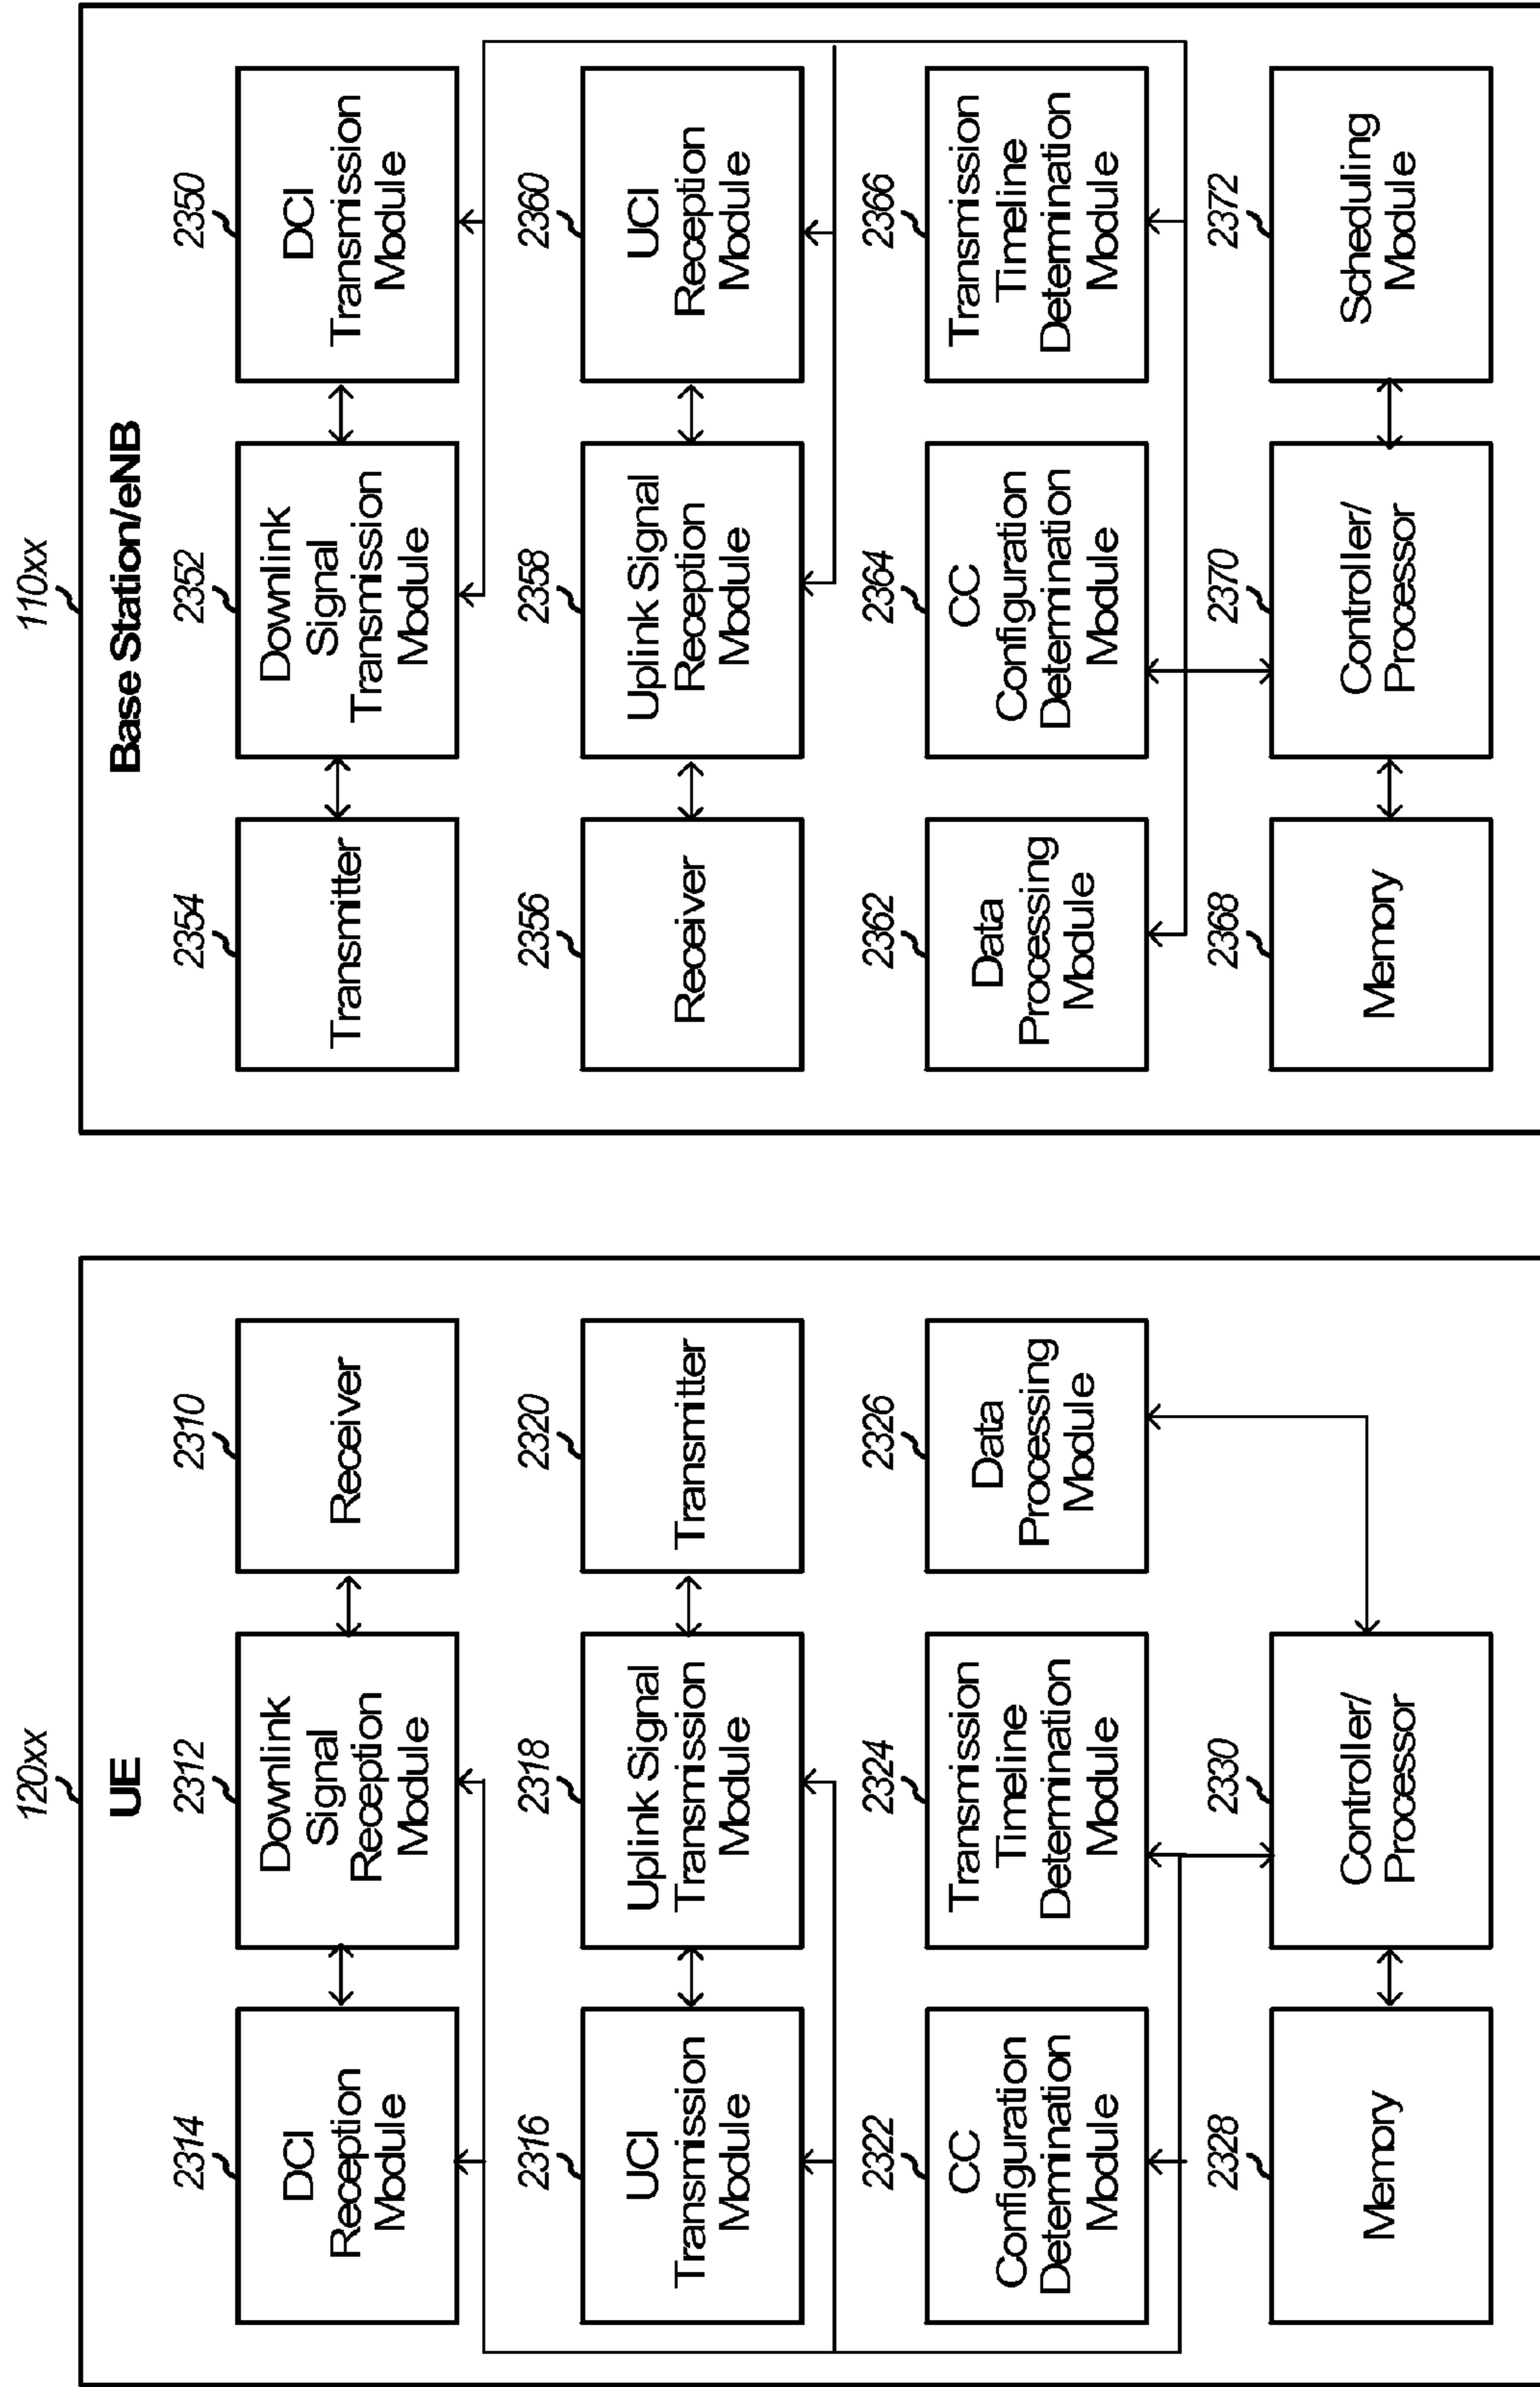 120xx
UE
2314
DCI
Reception
Module
2312
Downlink
Signal
Reception
Module
2310
Receiver
2316
UCI
Transmission
Module
2318
Uplink Signal
Transmission
Module
2320
Transmitter
2322
CC
Configuration
Determination
Module
2324
Transmission
Timeline
Determination
Module
2326
Data
Processing
Module
2328
Memory
2330
Controller/
Processor
110xx
Base Station/eNB
2354
Transmitter
2352
Downlink
Signal
Transmission
Module
2350
DCI
Transmission
Module
2356
Receiver
2358
Uplink Signal
Reception
Module
2360
UCI
Reception
Module
2362
Data
Processing
Module
2364
CC
Configuration
Determination
Module
2366
Transmission
Timeline
Determination
Module
2368
Memory
2370
Controller/
Processor
2372
Scheduling
Module